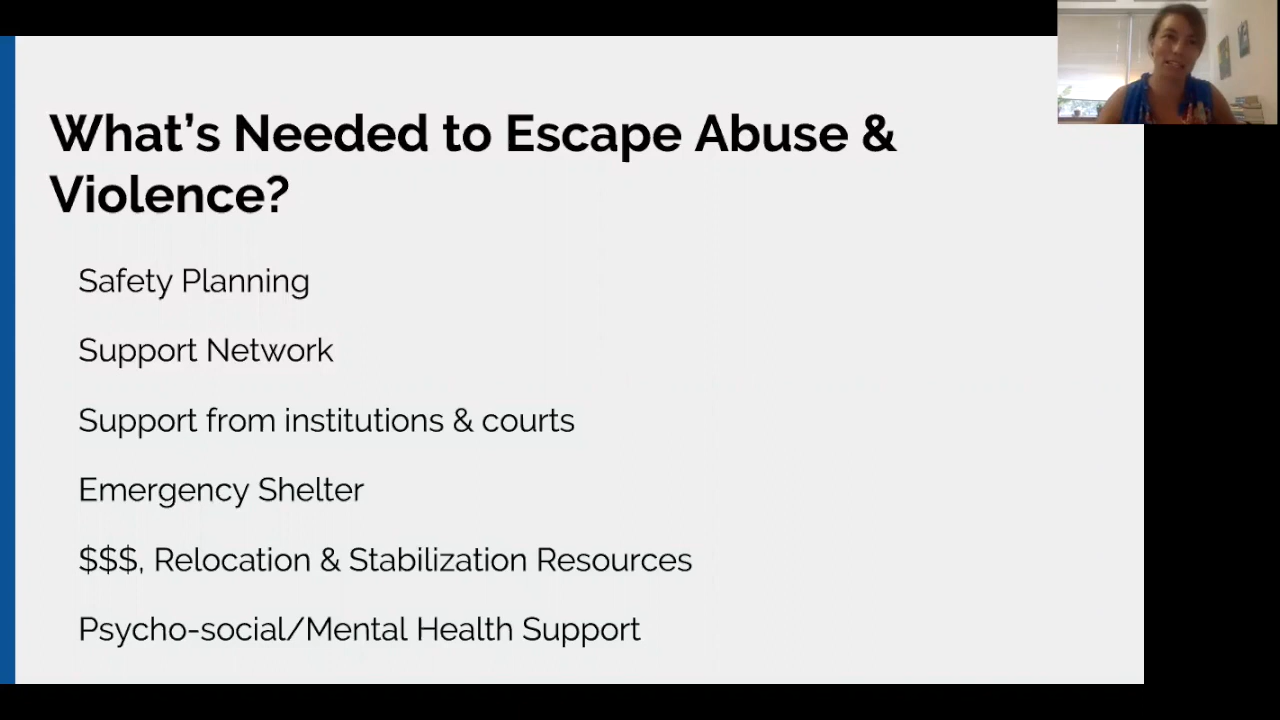 What’s Needed to Escape Abuse &
Violence?
Safety Planning
Support Network
Support from institutions & courts
Emergency Shelter
$$$, Relocation & Stabilization Resources
Psycho-social/Mental Health Support